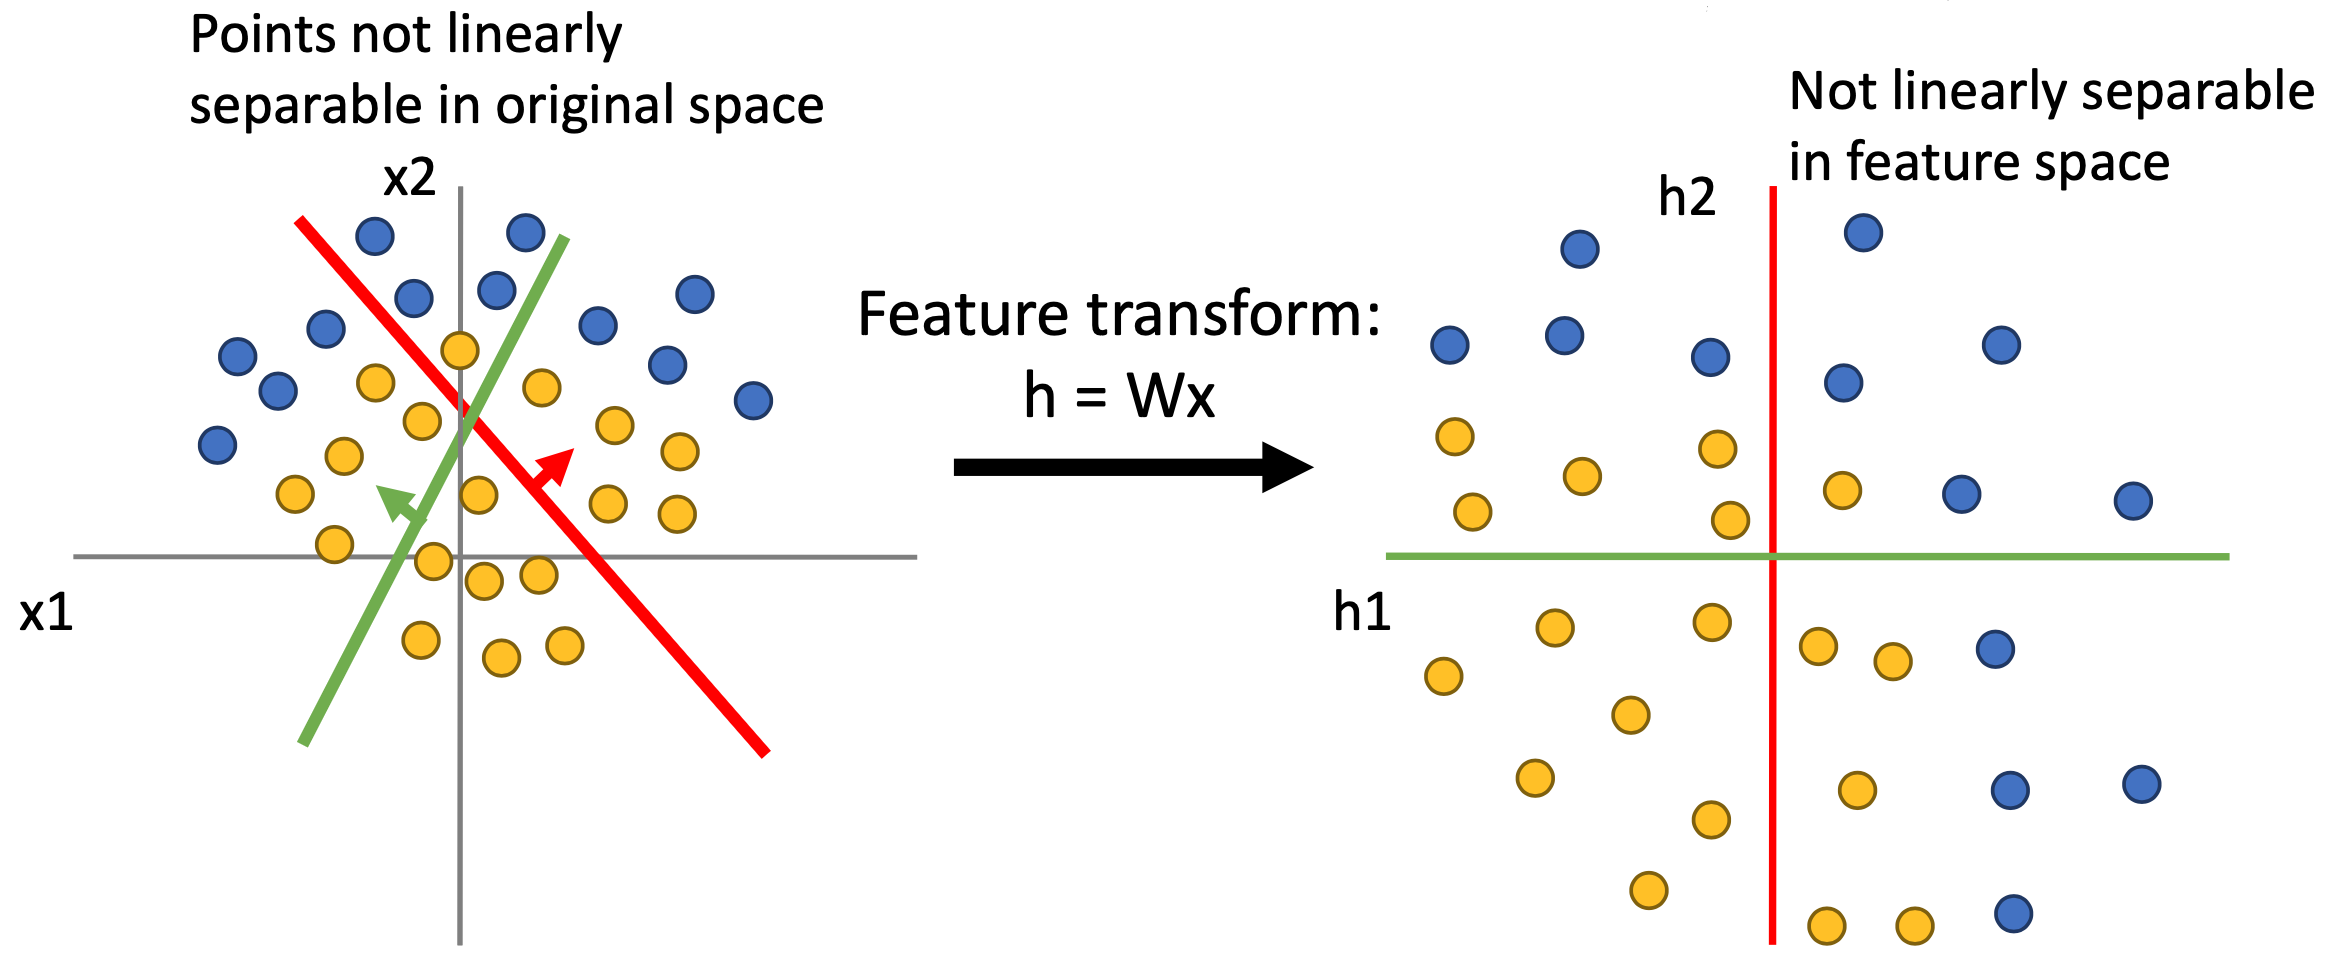 Points not linearly
separable in original space
x2
x1
Feature transform:
h = Wx
Not linearly separable
in feature space
h2
h1